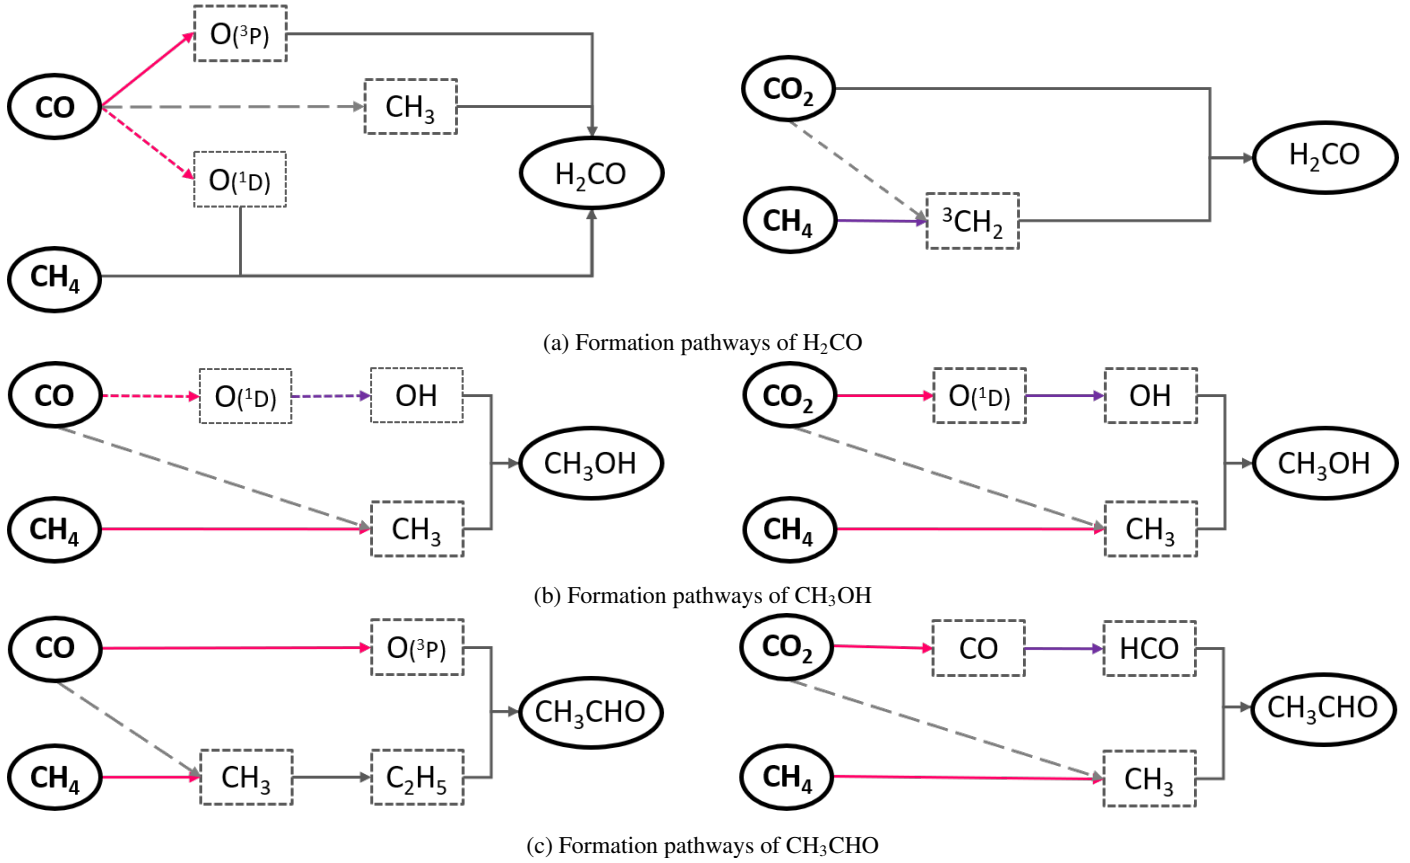 CO
O(³P)
CH₃
O(¹D)
CH₄
H₂CO
CO₂
CH₄
³CH₂
H₂CO
(a) Formation pathways of H₂CO
CO
O(¹D)
OH
CH₄
CH₃
CH₃OH
CO₂
O(¹D)
OH
CH₄
CH₃
CH₃OH
(b) Formation pathways of CH₃OH
CO
O(³P)
CH₄
CH₃
C₂H₅
CH₃CHO
CO₂
CO
HCO
CH₄
CH₃
CH₃CHO
(c) Formation pathways of CH₃CHO